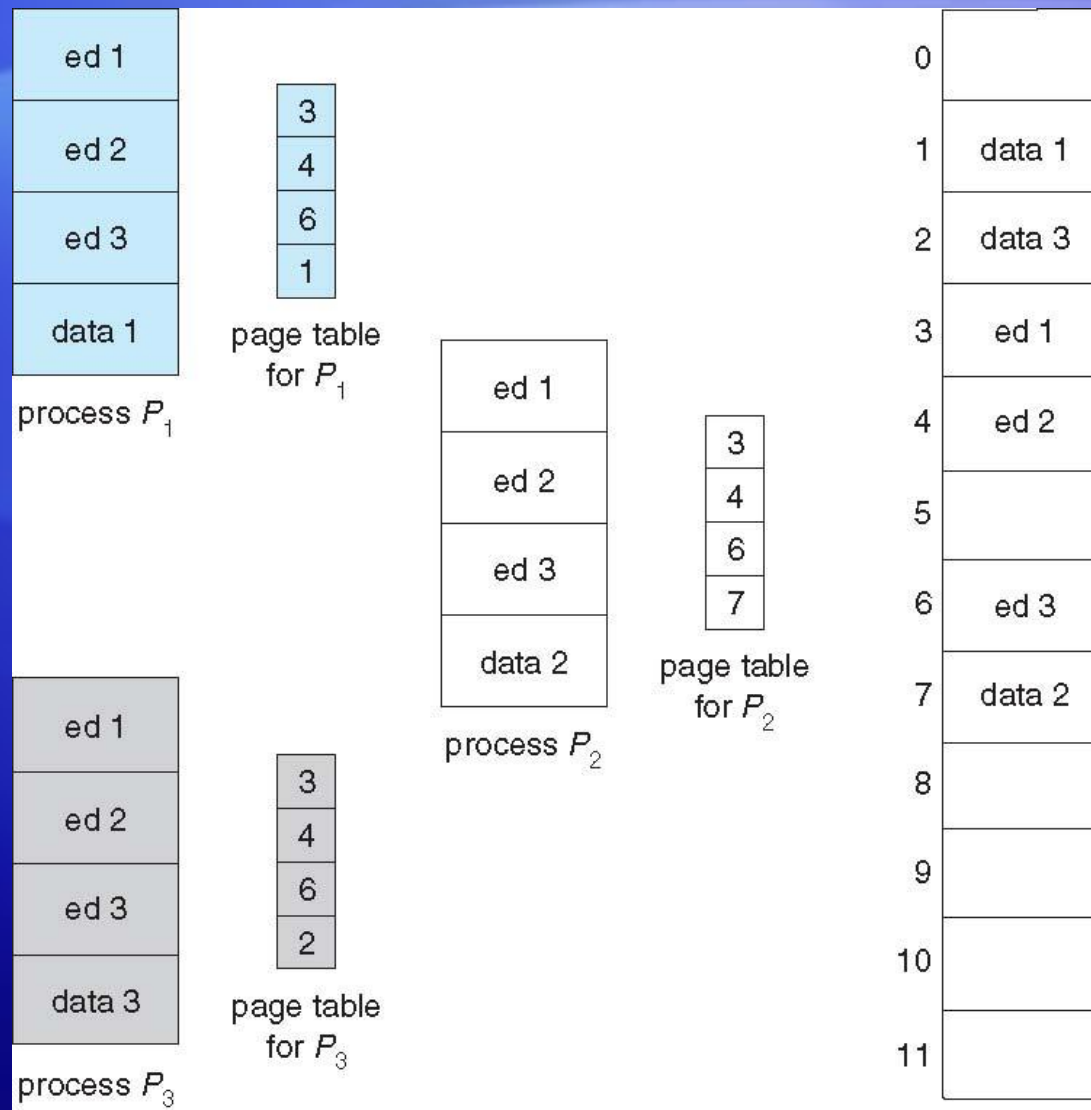 ed 1
ed 2
ed 3
data 1
process P1
3
4
6
1
page table
for P1
ed 1
ed 2
ed 3
data 2
process P2
3
4
6
7
page table
for P2
ed 1
ed 2
ed 3
data 3
process P3
3
4
6
2
page table
for P3
0
1 data 1
2 data 3
3 ed 1
4 ed 2
5
6 ed 3
7 data 2
8
9
10
11